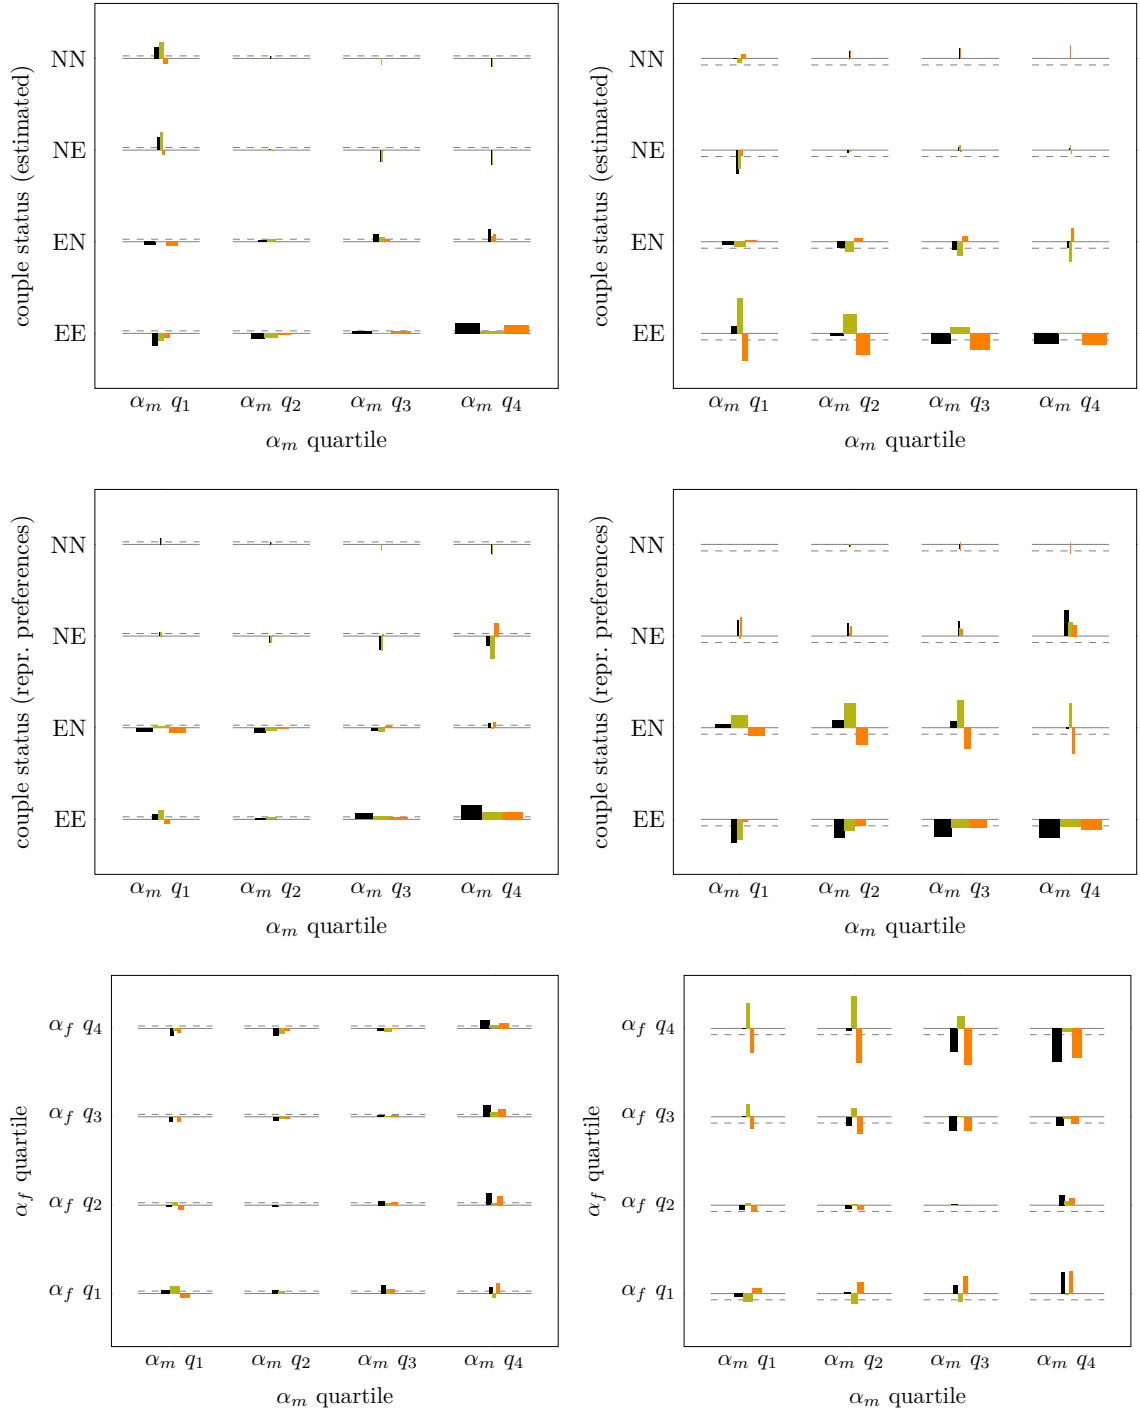 couple status (estimated)
NN
NE
EN
EE
αm q1 αm q2 αm q3 αm q4
αm quartile
couple status (estimated)
NN
NE
EN
EE
αm q1 αm q2 αm q3 αm q4
αm quartile
couple status (repr. preferences)
NN
NE
EN
EE
αm q1 αm q2 αm q3 αm q4
αm quartile
couple status (repr. preferences)
NN
NE
EN
EE
αm q1 αm q2 αm q3 αm q4
αm quartile
αf quartile
αf q4
αf q3
αf q2
αf q1
αm q1 αm q2 αm q3 αm q4
αm quartile
αf quartile
αf q4
αf q3
αf q2
αf q1
αm q1 αm q2 αm q3 αm q4
αm quartile